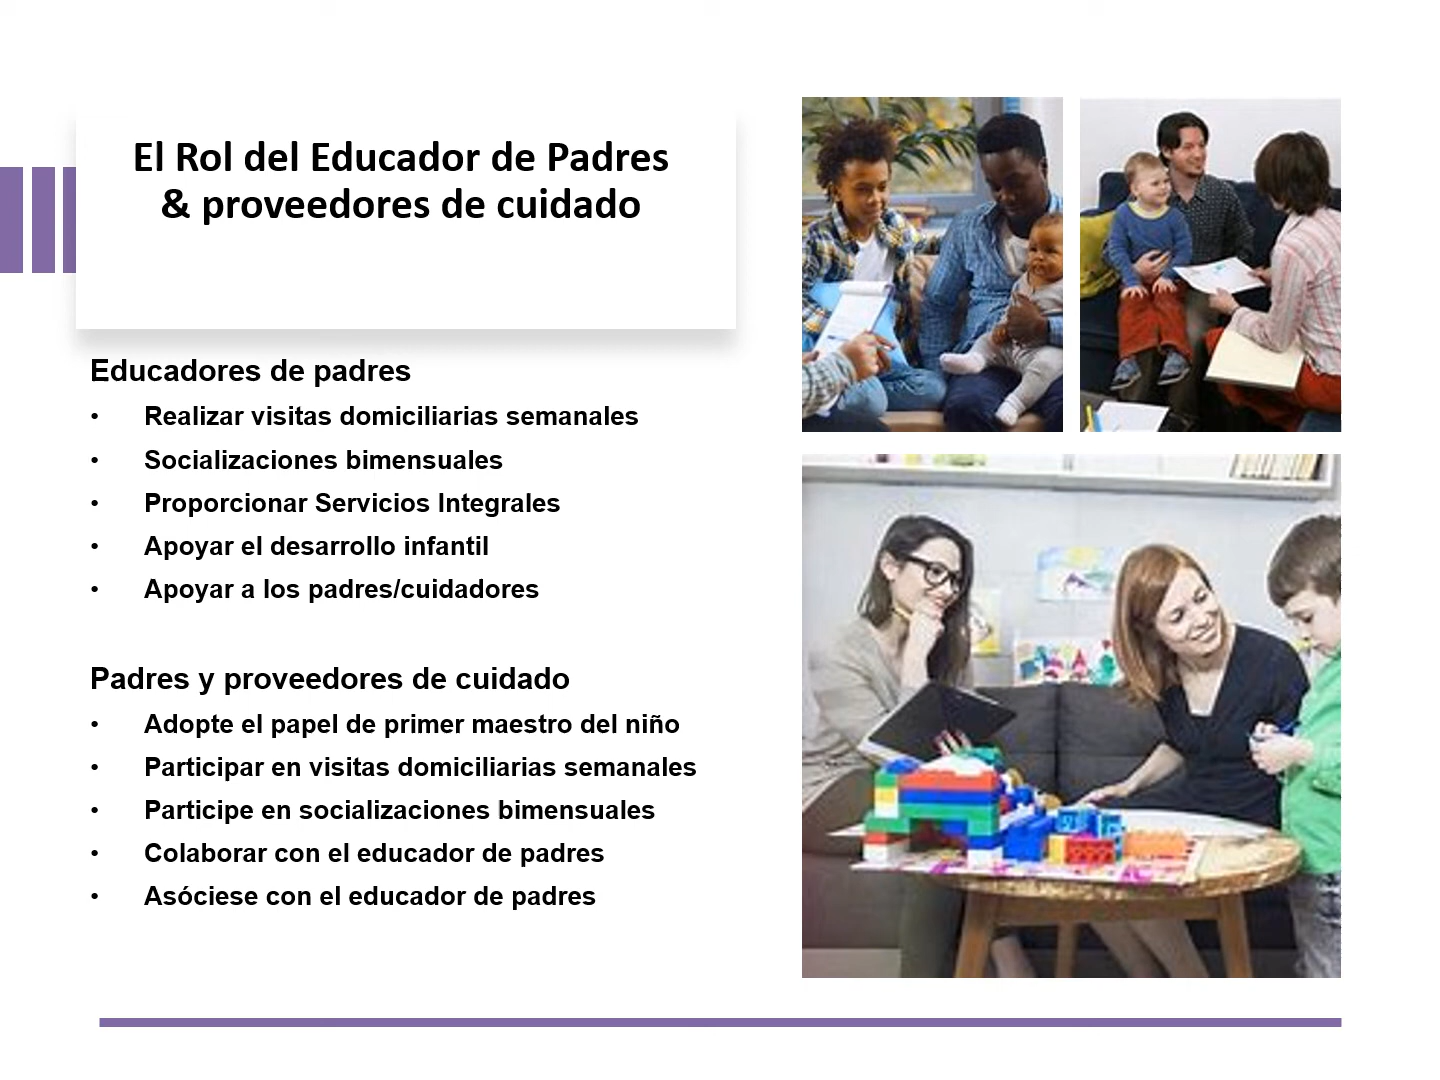 El Rol del Educador de Padres
& proveedores de cuidado
Educadores de padres
• Realizar visitas domiciliarias semanales
• Socializaciones bimensuales
• Proporcionar Servicios Integrales
• Apoyar el desarrollo infantil
• Apoyar a los padres/cuidadores
Padres y proveedores de cuidado
• Adopte el papel de primer maestro del niño
• Participar en visitas domiciliarias semanales
• Participe en socializaciones bimensuales
• Colaborar con el educador de padres
• Asóciese con el educador de padres